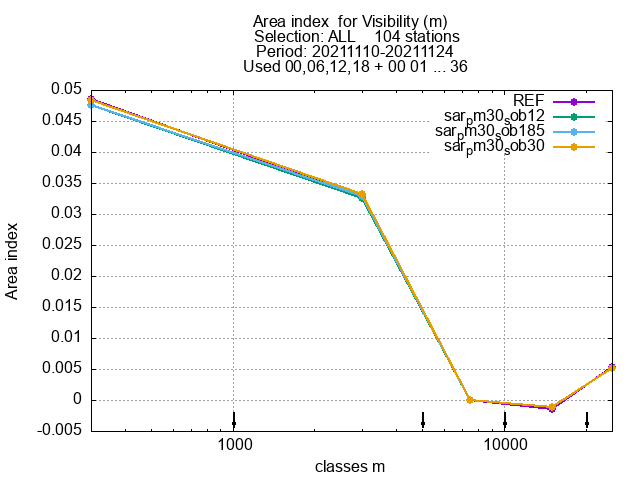 Area index  for Visibility (m)
Selection: ALL    104 stations
Period: 20211110-20211124
Used 00,06,12,18 + 00 01 ... 36
REF
sar_pm30_sob12
sar_pm30_sob185
sar_pm30_sob30
0.05
0.045
0.04
0.035
0.03
0.025
0.02
0.015
0.01
0.005
0
-0.005
Area index
1000 10000
classes m